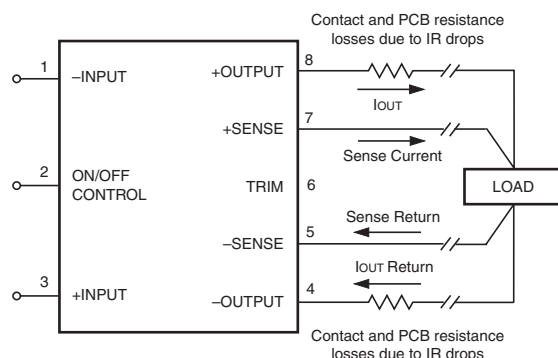 Contact and PCB resistance
losses due to IR drops
1
–INPUT
+OUTPUT
8
IOUT
7
+SENSE
Sense Current
2
ON/OFF
CONTROL
TRIM
6
LOAD
Sense Return
–SENSE
5
IOUT Return
3
+INPUT
–OUTPUT
4
Contact and PCB resistance
losses due to IR drops